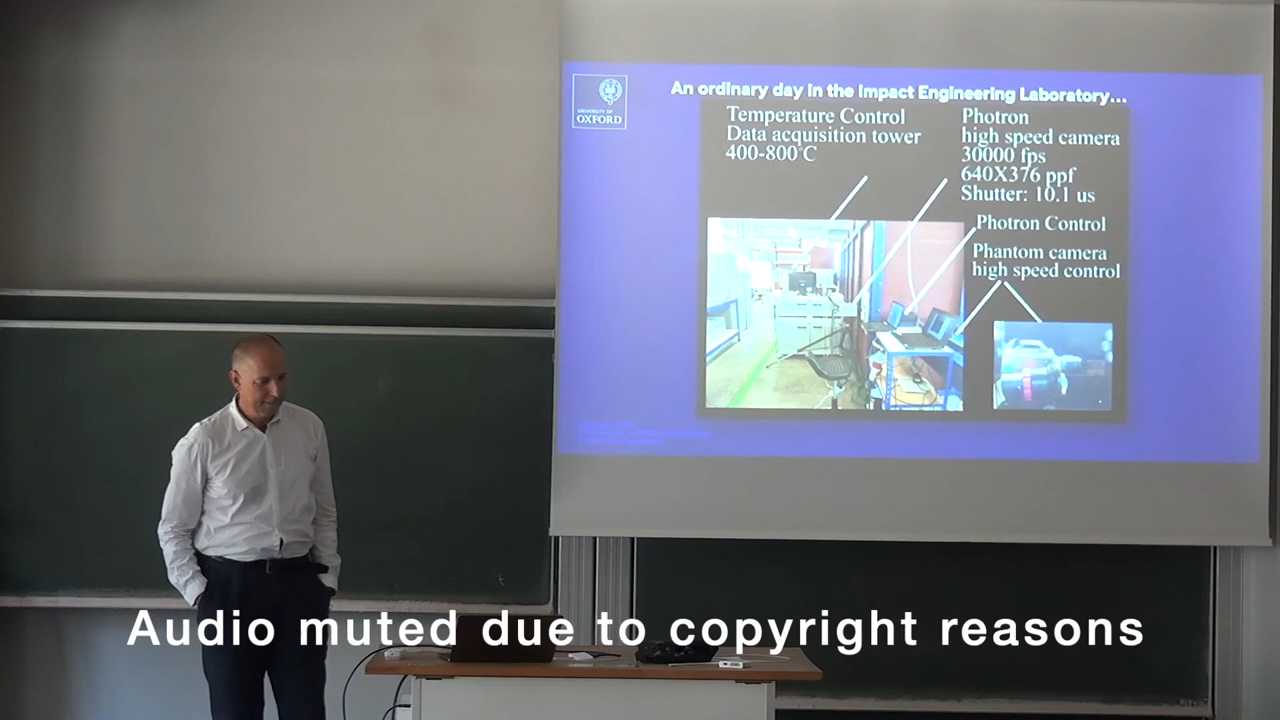 An ordinary day in the Impact Engineering Laboratory...
UNIVERSITY OF
OXFORD
Temperature Control
Data acquisition tower
400-800°C
Photron
high speed camera
30000 fps
640X376 ppf
Shutter: 10.1 us
Photron Control
Phantom camera
high speed control
Audio muted due to copyright reasons